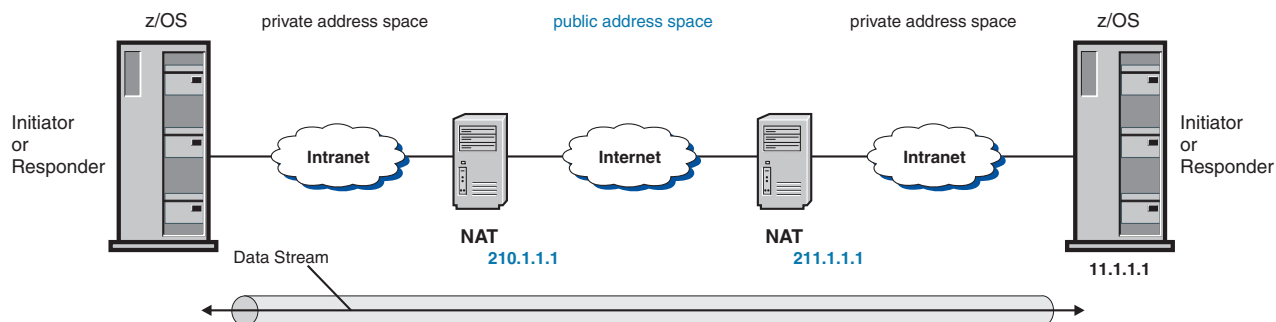 z/OS
private address space
public address space
private address space
z/OS
Initiator
or
Responder
Intranet
Internet
Intranet
Initiator
or
Responder
NAT
210.1.1.1
NAT
211.1.1.1
11.1.1.1
Data Stream